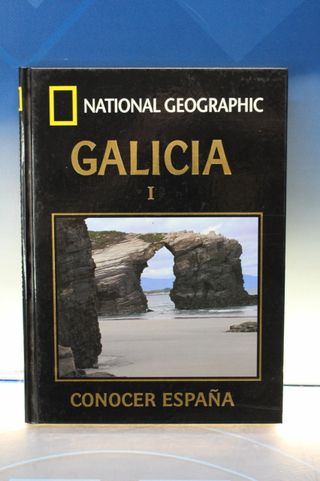 NATIONAL GEOGRAPHIC
GALICIA
I
CONOCER ESPAÑA